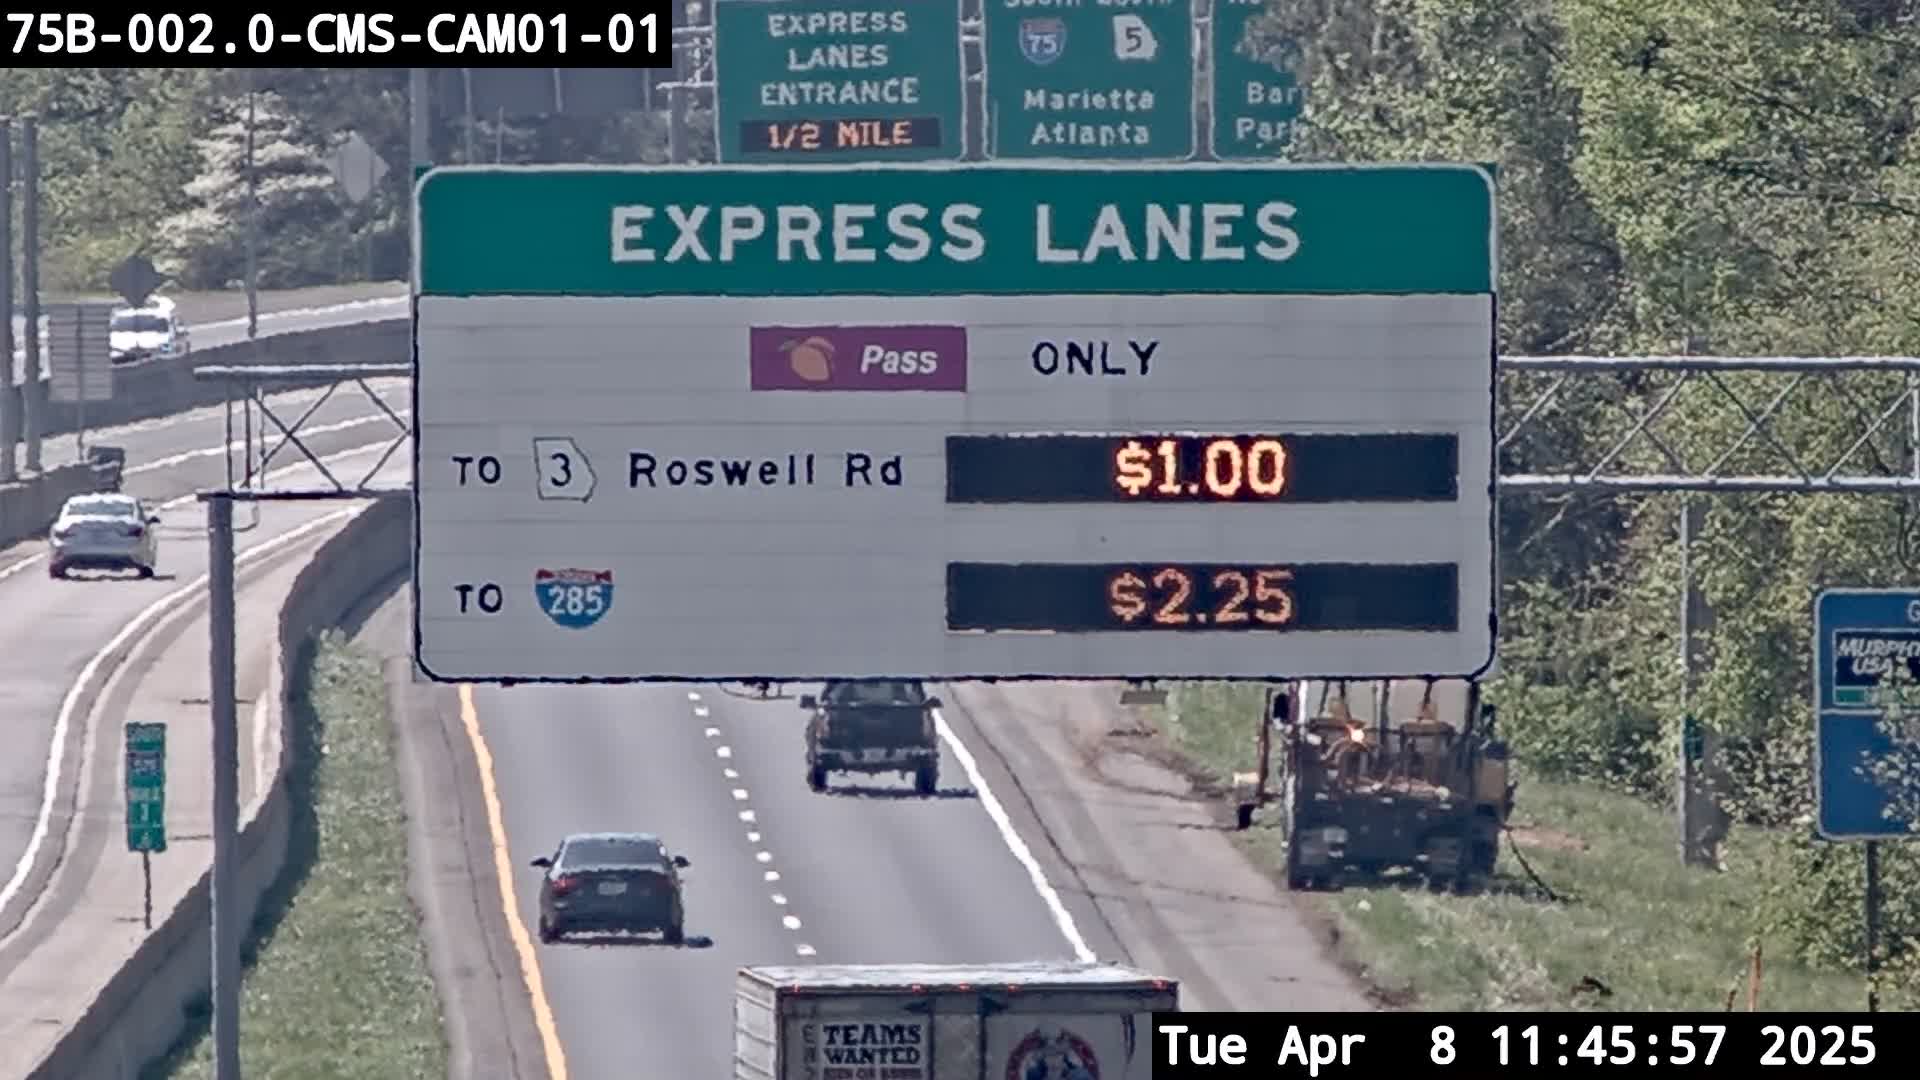 75B-002.0-CMS-CAM01-01
EXPRESS
LANES
ENTRANCE
1/2 MILE
75 5
Marietta
Atlanta
EXPRESS LANES
Pass ONLY
TO 3 Roswell Rd $1.00
TO 285 $2.25
MURPHY
USA
TEAMS
WANTED
Tue Apr 8 11:45:57 2025